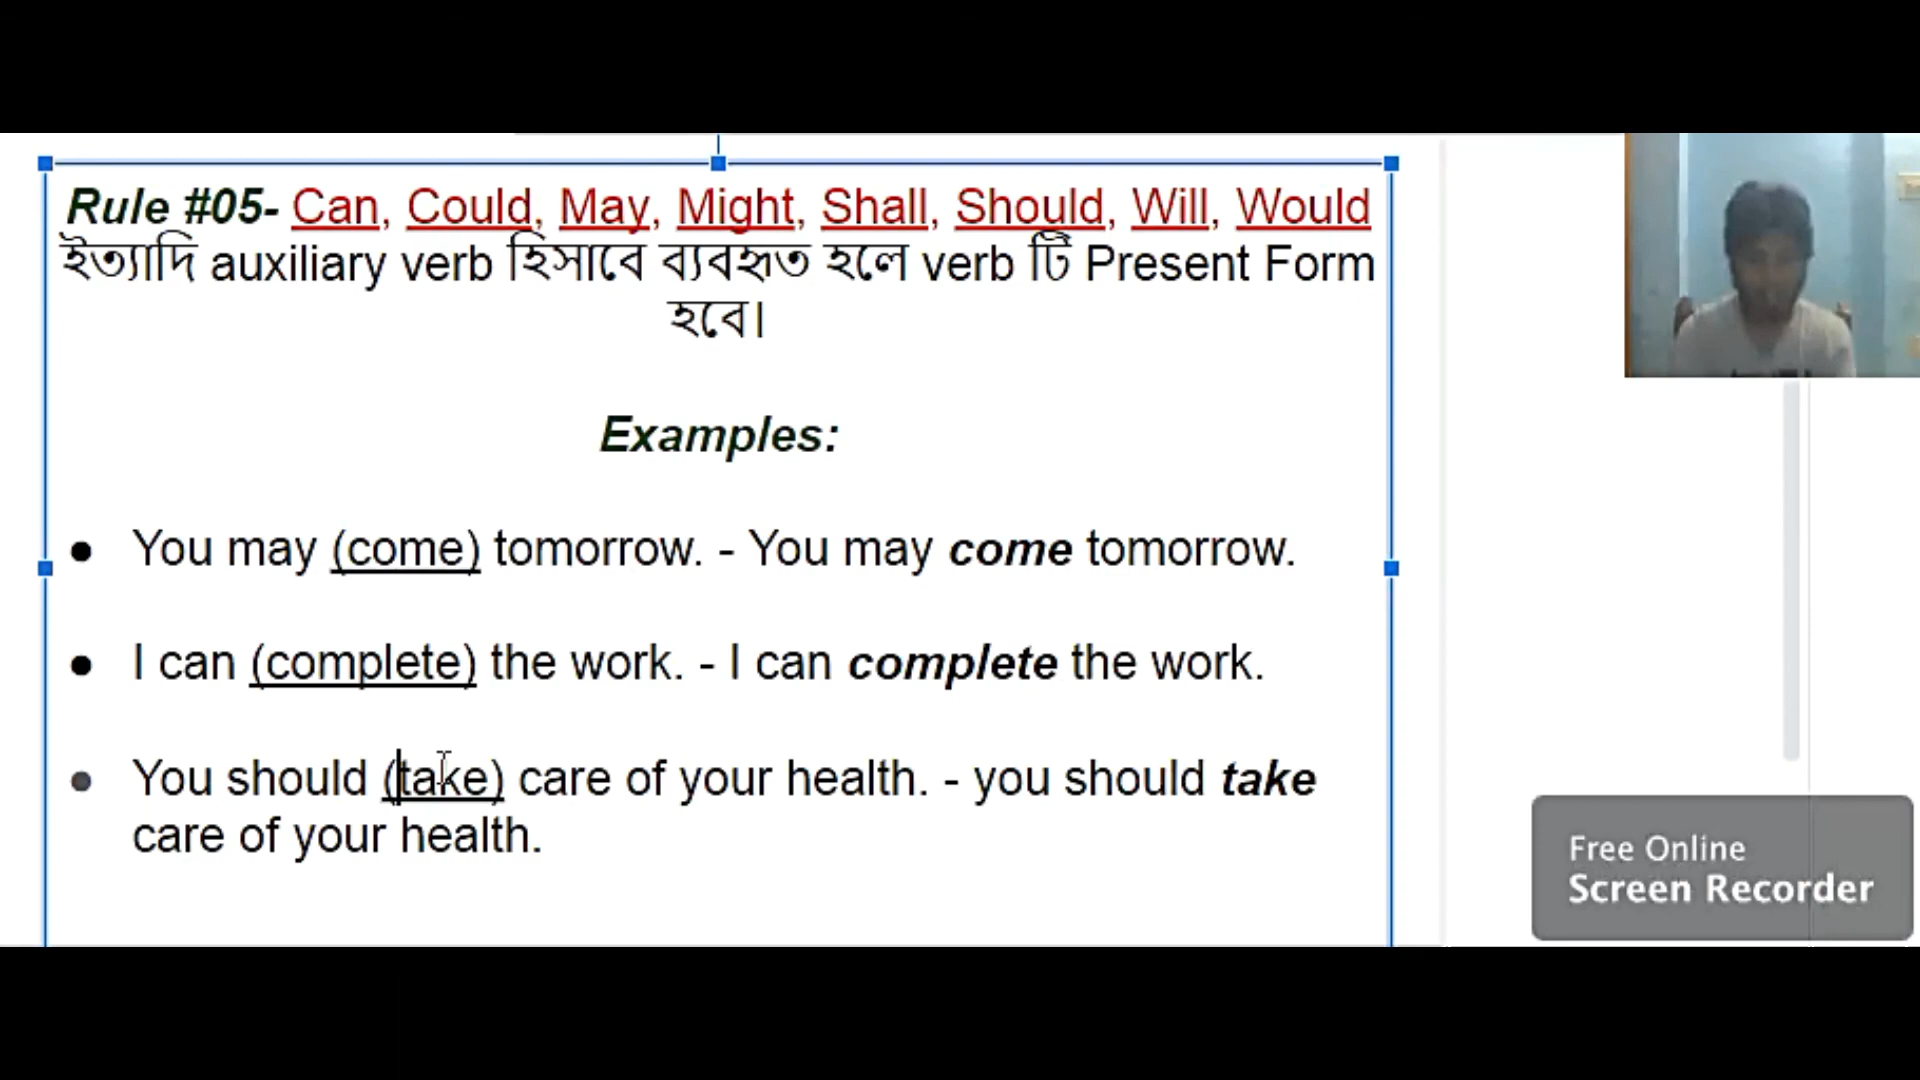 Rule #05- Can, Could, May, Might, Shall, Should, Will, Would
ইত্যাদি auxiliary verb হিসাবে ব্যবহৃত হলে verb টি Present Form
হবে।
Examples:
● You may (come) tomorrow. - You may come tomorrow.
● I can (complete) the work. - I can complete the work.
● You should (take) care of your health. - you should take
care of your health.
Free Online
Screen Recorder